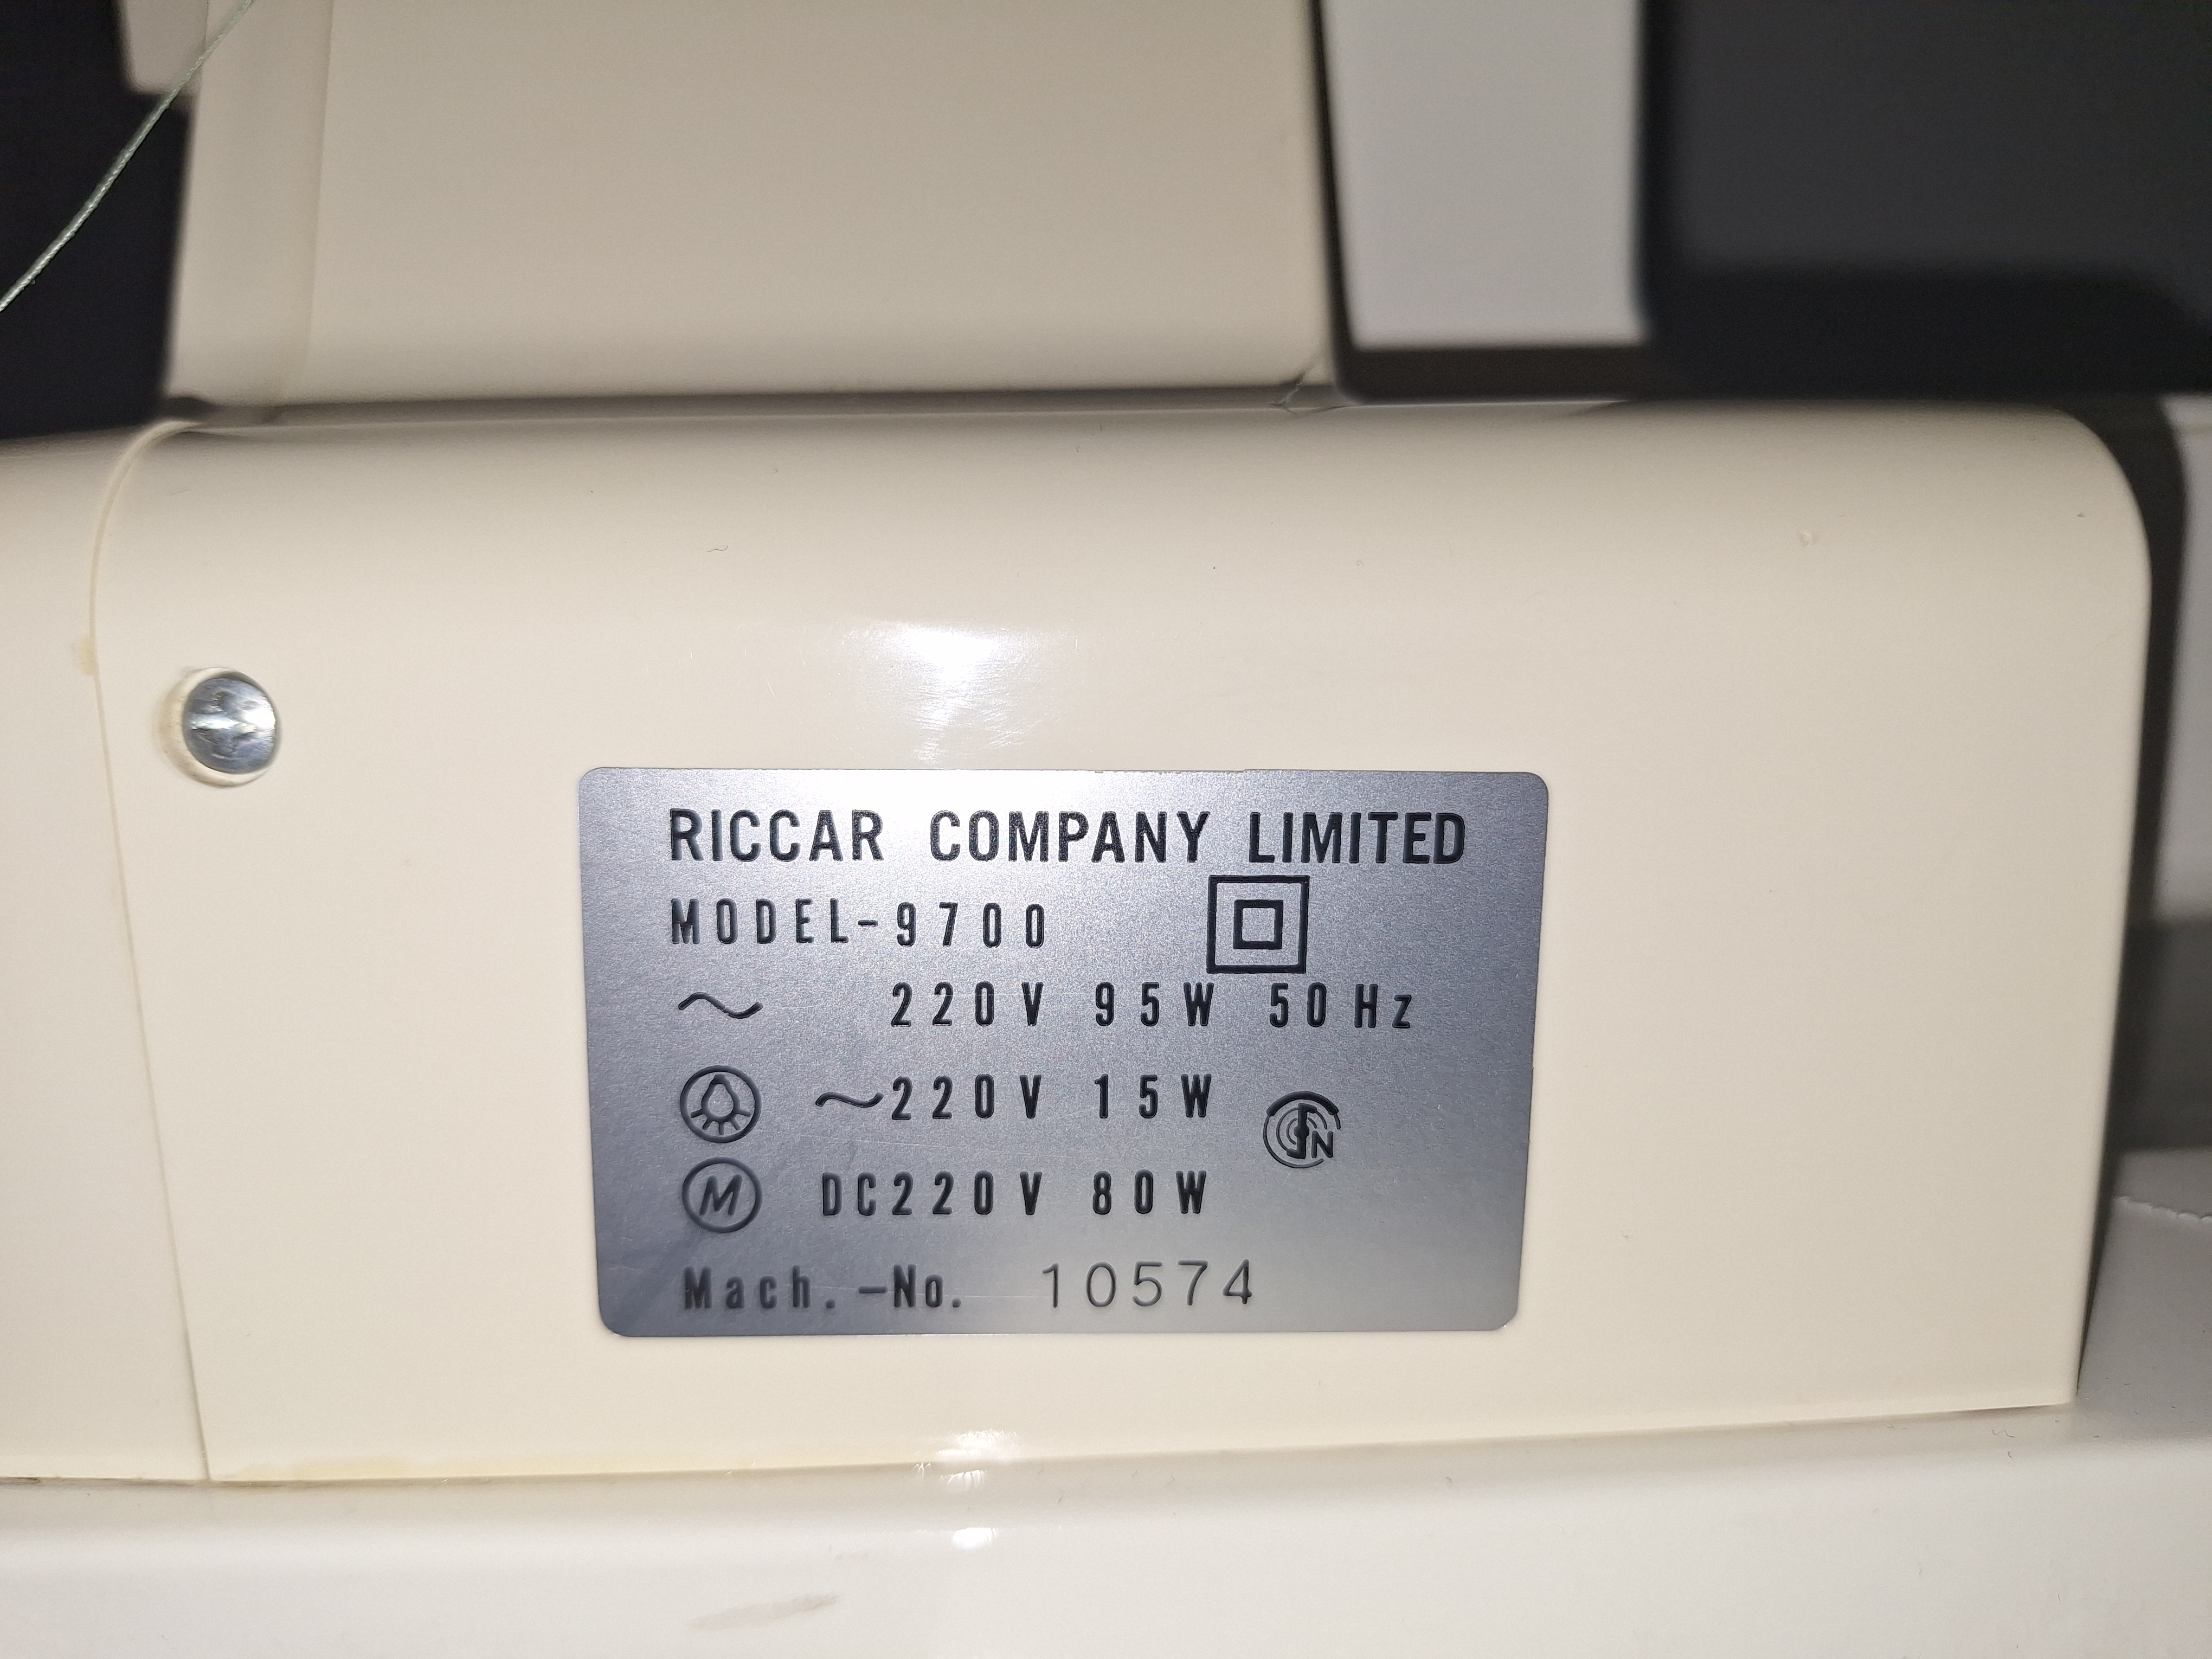 RICCAR COMPANY LIMITED
MODEL-9700
~ 220V 95W 50Hz
~220V 15W
M DC220V 80W
N
Mach.-No. 10574